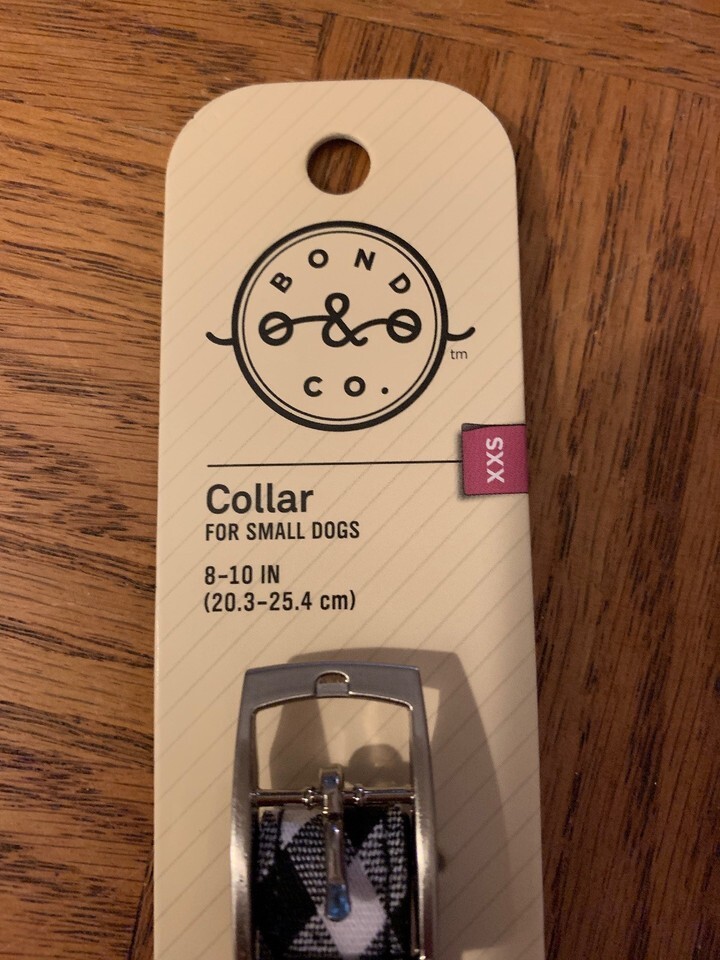 BOND
&
CO.
tm
XXS
Collar
FOR SMALL DOGS
8-10 IN
(20.3-25.4 cm)